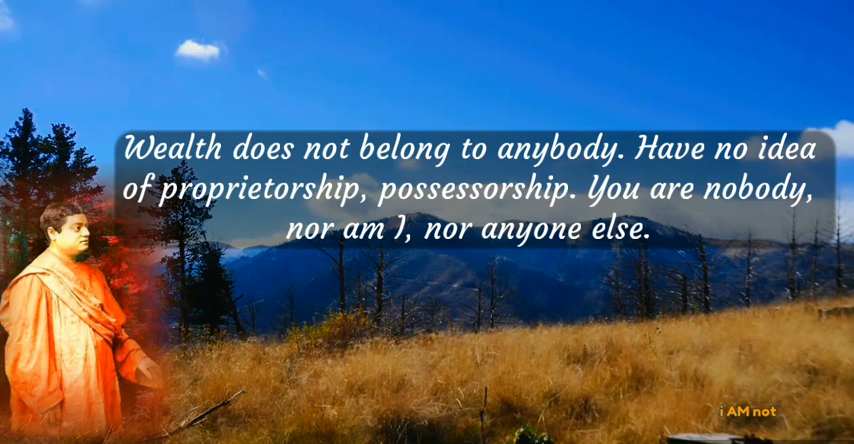 Wealth does not belong to anybody. Have no idea
of proprietorship, possessorship. You are nobody,
nor am I, nor anyone else.
i AM not